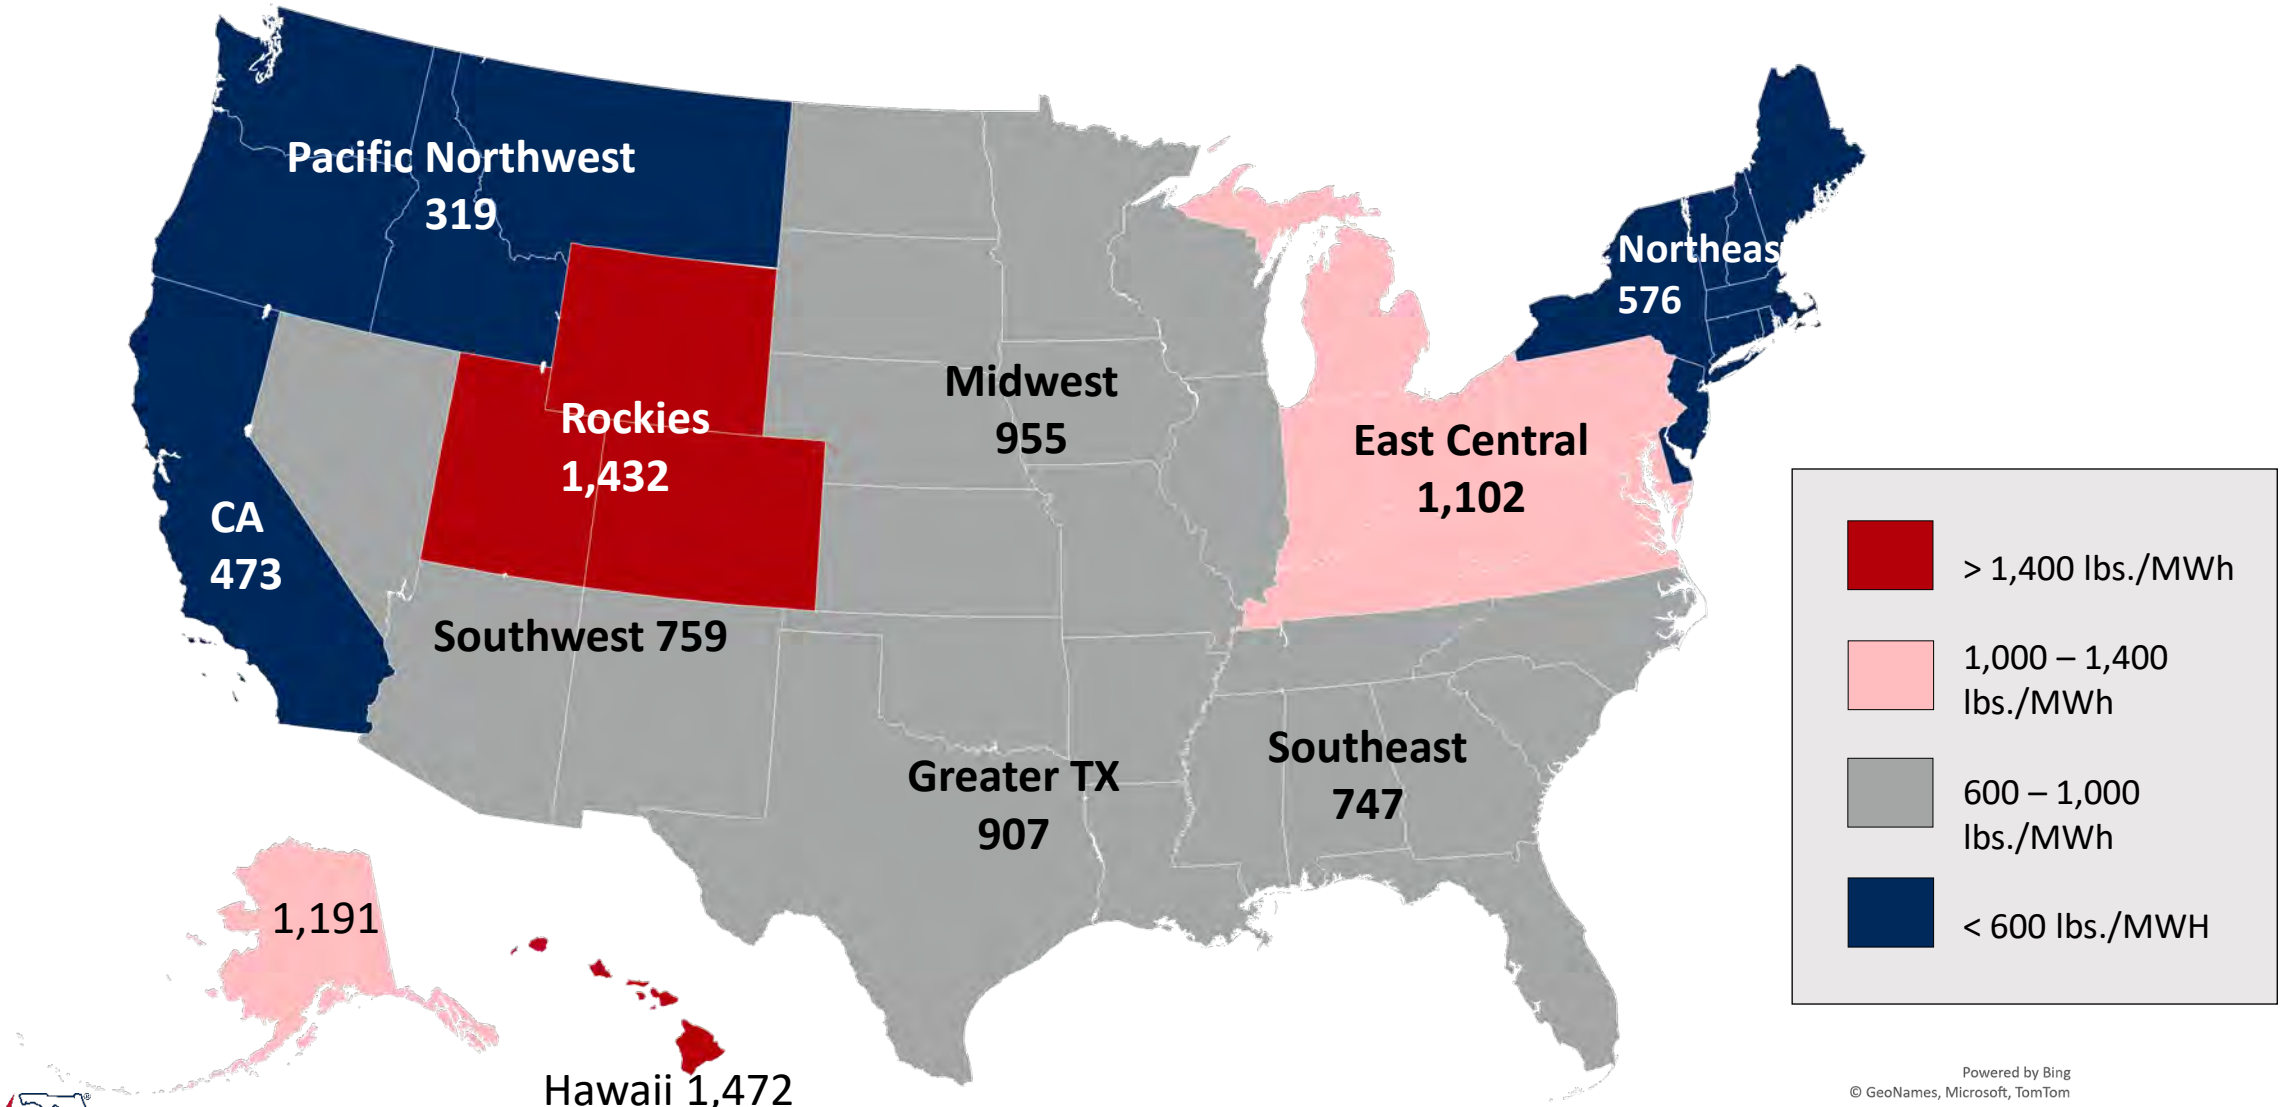 Pacific Northwest
319
Northeas
576
Midwest
955
Rockies
1,432
East Central
1,102
CA
473
Southwest 759
Southeast
747
Greater TX
907
1,191
Hawaii 1,472
> 1,400 lbs./MWh
1,000 – 1,400
lbs./MWh
600 – 1,000
lbs./MWh
< 600 lbs./MWH
Powered by Bing
© GeoNames, Microsoft, TomTom
®